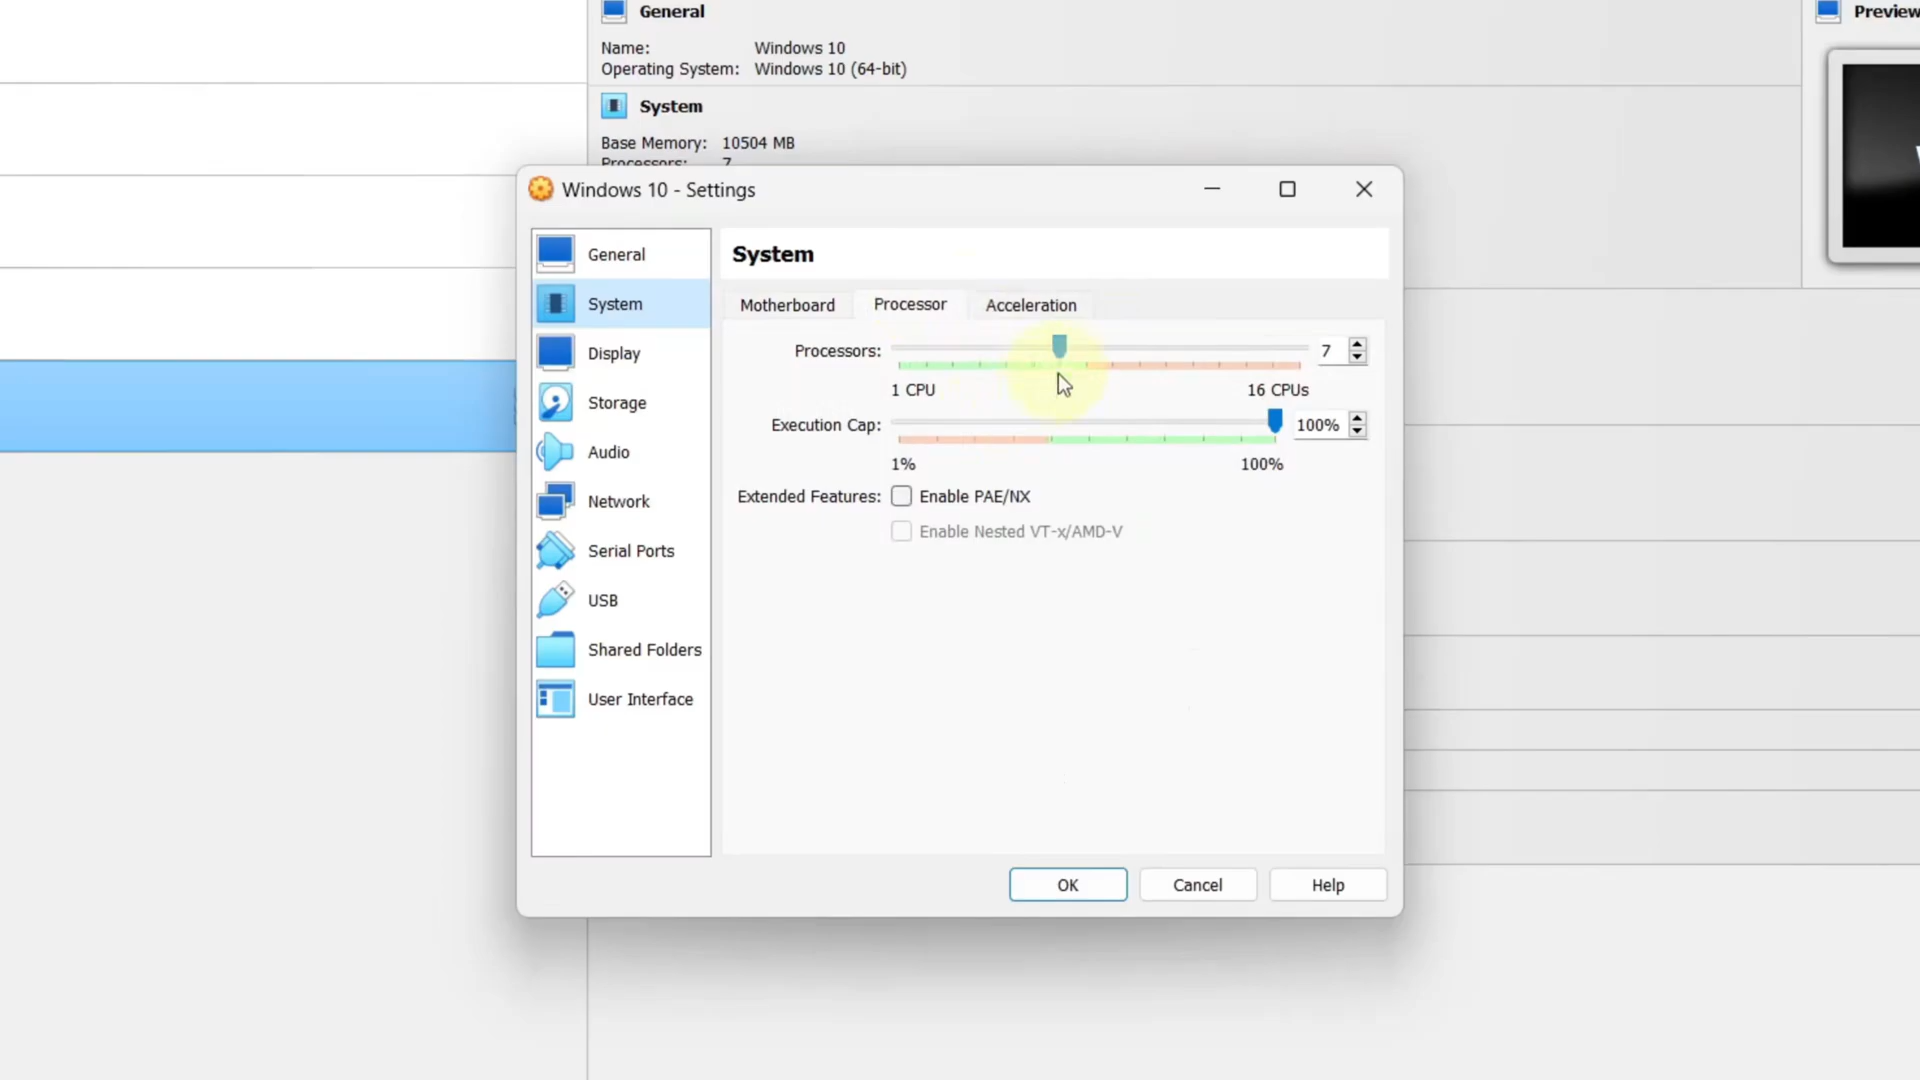 General
Preview
Name: Windows 10
Operating System: Windows 10 (64-bit)
System
Base Memory: 10504 MB
Processors: 7
Windows 10 - Settings
General
System
Display
Storage
Audio
Network
Serial Ports
USB
Shared Folders
User Interface
System
Motherboard Processor Acceleration
Processors: 7
1 CPU 16 CPUs
Execution Cap: 100%
1% 100%
Extended Features: Enable PAE/NX
Enable Nested VT-x/AMD-V
OK Cancel Help